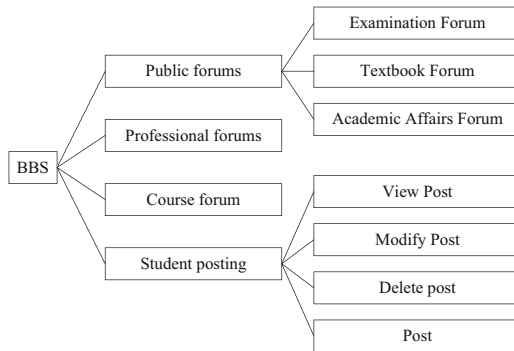 BBS
Public forums
Professional forums
Course forum
Student posting
Examination Forum
Textbook Forum
Academic Affairs Forum
View Post
Modify Post
Delete post
Post